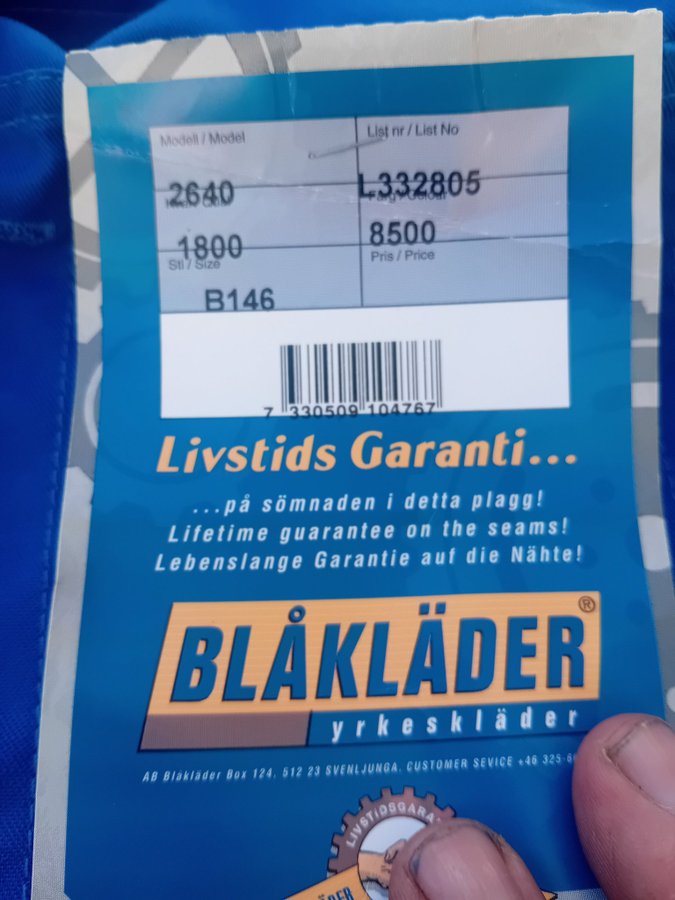 Modell / Model
List nr / List No
2640
L332805
Färg / Colour
1800
8500
Stl / Size
Pris / Price
B146
7 330509 104767
Livstids Garanti...
...på sömnaden i detta plagg!
Lifetime guarantee on the seams!
Lebenslange Garantie auf die Nähte!
BLÅKLÄDER®
yrkeskläder
AB Blakläder Box 124. 512 23 SVENLJUNGA. CUSTOMER SEVICE +46 325-6
LIVSTIDSGARA